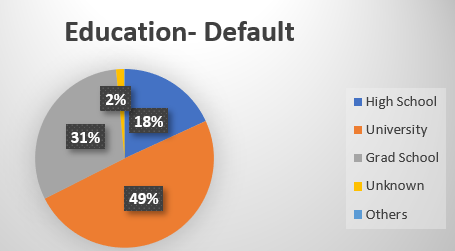 Education- Default
2%
18%
31%
49%
High School
University
Grad School
Unknown
Others